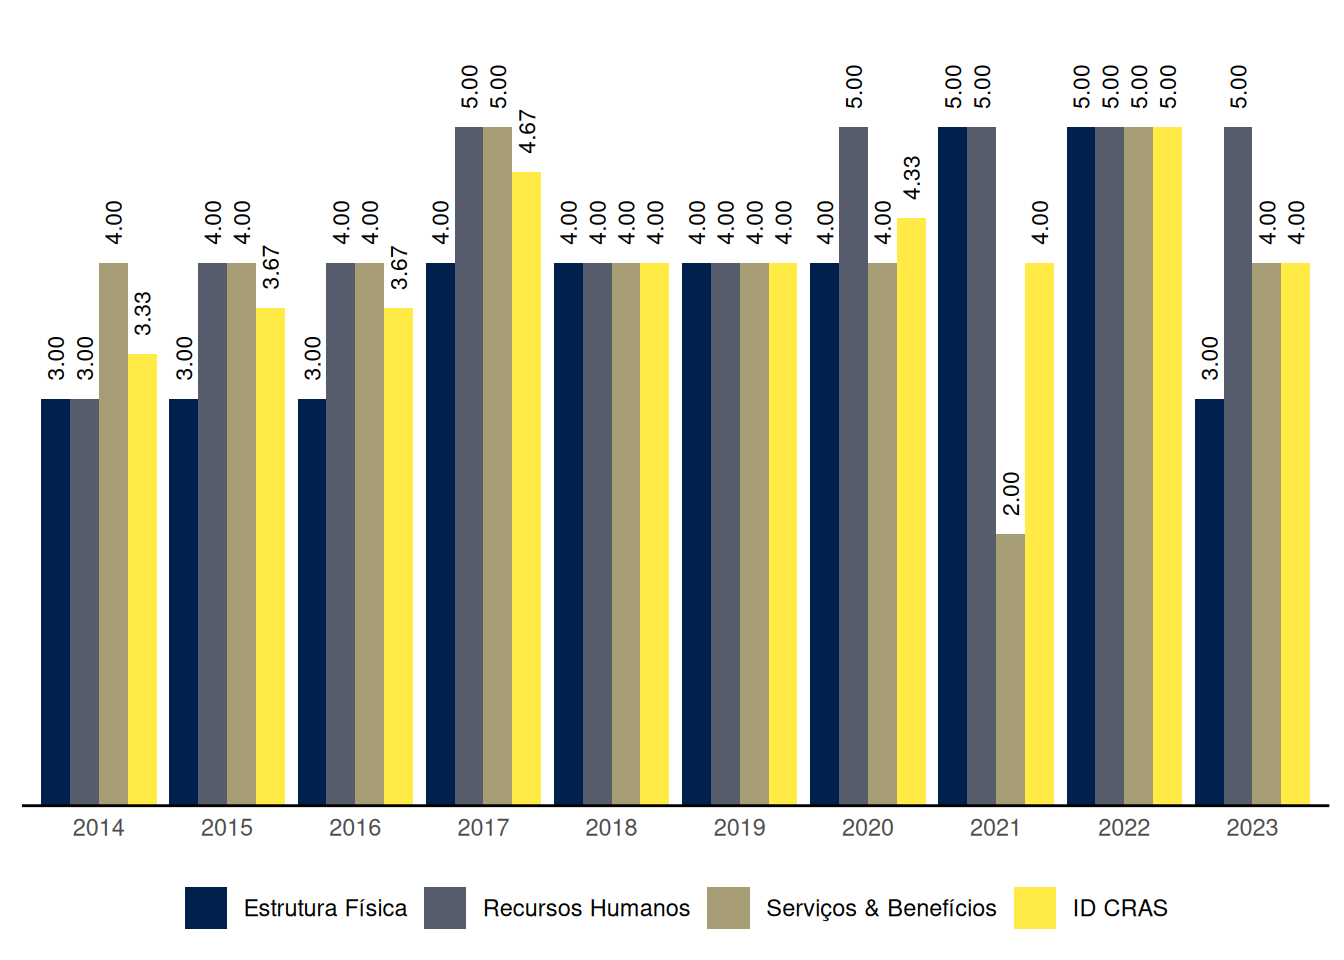 3.00 3.00 4.00 3.33
3.00 4.00 4.00 3.67
3.00 4.00 4.00 3.67
4.00 5.00 5.00 4.67
4.00 4.00 4.00 4.00
4.00 4.00 4.00 4.00
4.00 5.00 4.00 4.33
5.00 5.00 2.00 4.00
5.00 5.00 5.00 5.00
3.00 5.00 4.00 4.00
2014 2015 2016 2017 2018 2019 2020 2021 2022 2023
Estrutura Física Recursos Humanos Serviços & Benefícios ID CRAS